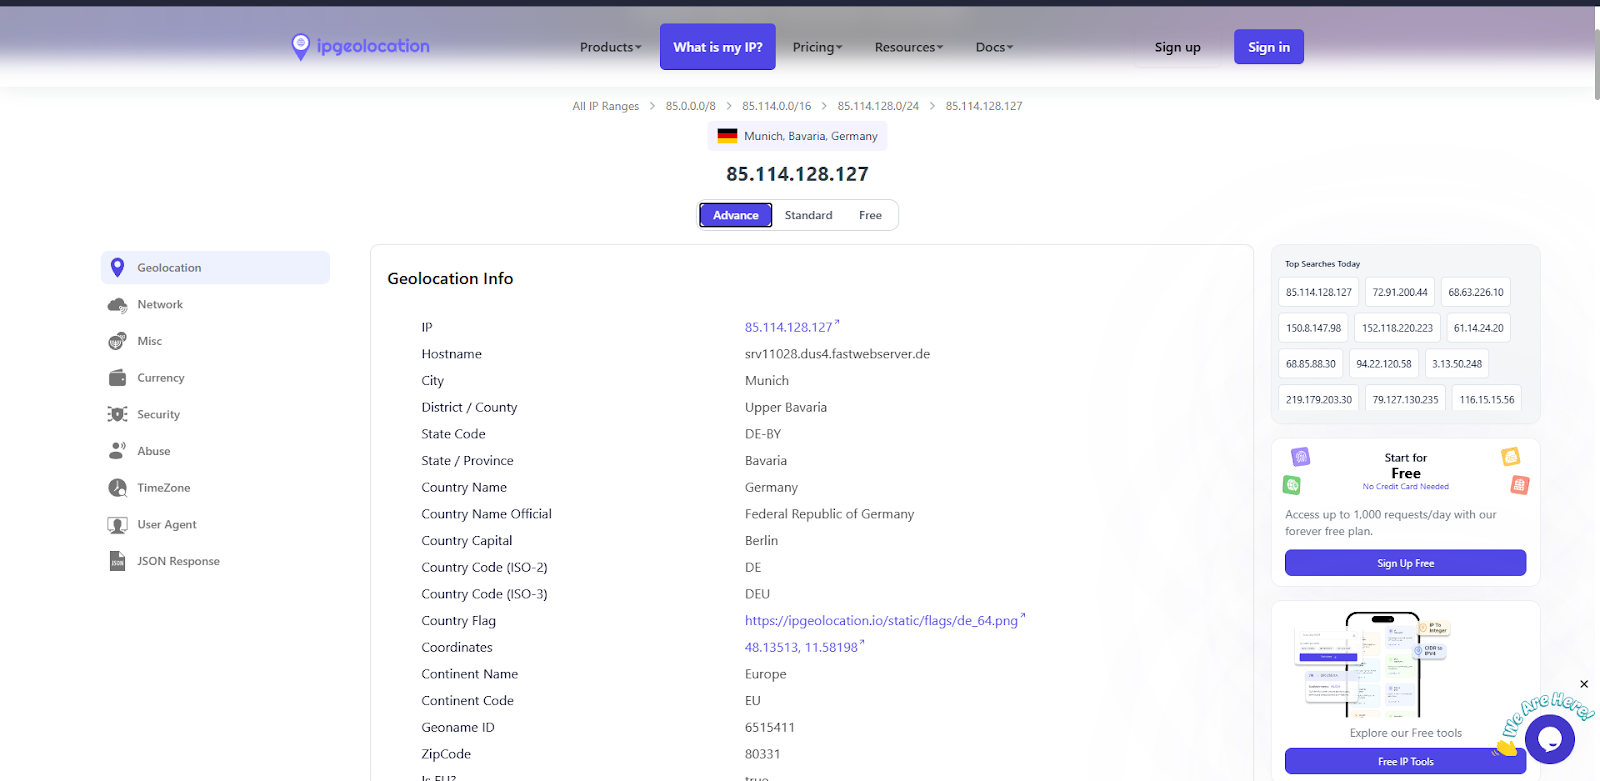 ipgeolocation
Products
What is my IP?
Pricing
Resources
Docs
Sign up
Sign in
All IP Ranges > 85.0.0.0/8 > 85.114.0.0/16 > 85.114.128.0/24 > 85.114.128.127
Munich, Bavaria, Germany
85.114.128.127
Advance Standard Free
Geolocation
Network
Misc
Currency
Security
Abuse
TimeZone
User Agent
JSON Response
Geolocation Info
IP 85.114.128.127
Hostname srv11028.dus4.fastwebserver.de
City Munich
District / County Upper Bavaria
State Code DE-BY
State / Province Bavaria
Country Name Germany
Country Name Official Federal Republic of Germany
Country Capital Berlin
Country Code (ISO-2) DE
Country Code (ISO-3) DEU
Country Flag https://ipgeolocation.io/static/flags/de_64.png
Coordinates 48.13513, 11.58198
Continent Name Europe
Continent Code EU
Geoname ID 6515411
ZipCode 80331
Is EU? true
Top Searches Today
85.114.128.127 72.91.200.44 68.63.226.10
150.8.147.98 152.118.220.223 61.14.24.20
68.85.88.30 94.22.120.58 3.13.50.248
219.179.203.30 79.127.130.235 116.15.15.56
Start for
Free
No Credit Card Needed
Access up to 1,000 requests/day with our
forever free plan.
Sign Up Free
IP To
Integer
CIDR to
IPv4
We Are Here!
Explore our Free tools
Free IP Tools